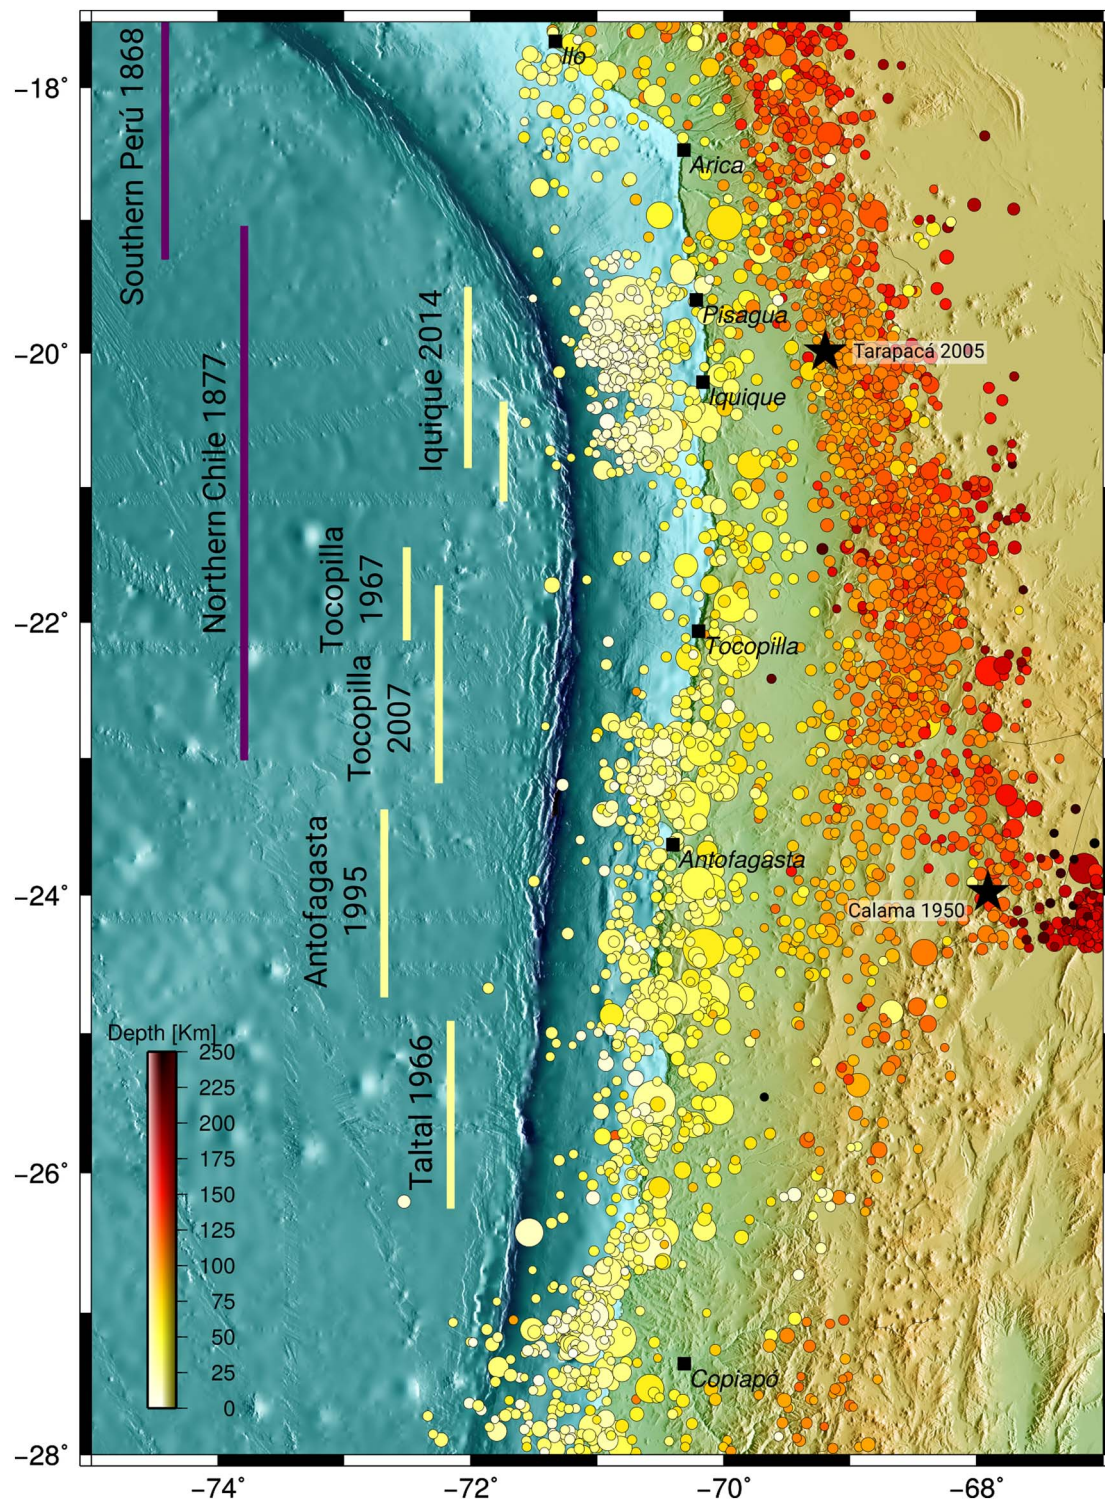 Southern Perú 1868
Northern Chile 1877
Iquique 2014
Tocopilla
1967
Tocopilla
2007
Antofagasta
1995
Taltal 1966
Ilo
Arica
Pisagua
Tarapacá 2005
Iquique
Tocopilla
Antofagasta
Calama 1950
Copiapó
Depth [Km]
250
225
200
175
150
125
100
75
50
25
0
−18°
−20°
−22°
−24°
−26°
−28°
−74°
−72°
−70°
−68°